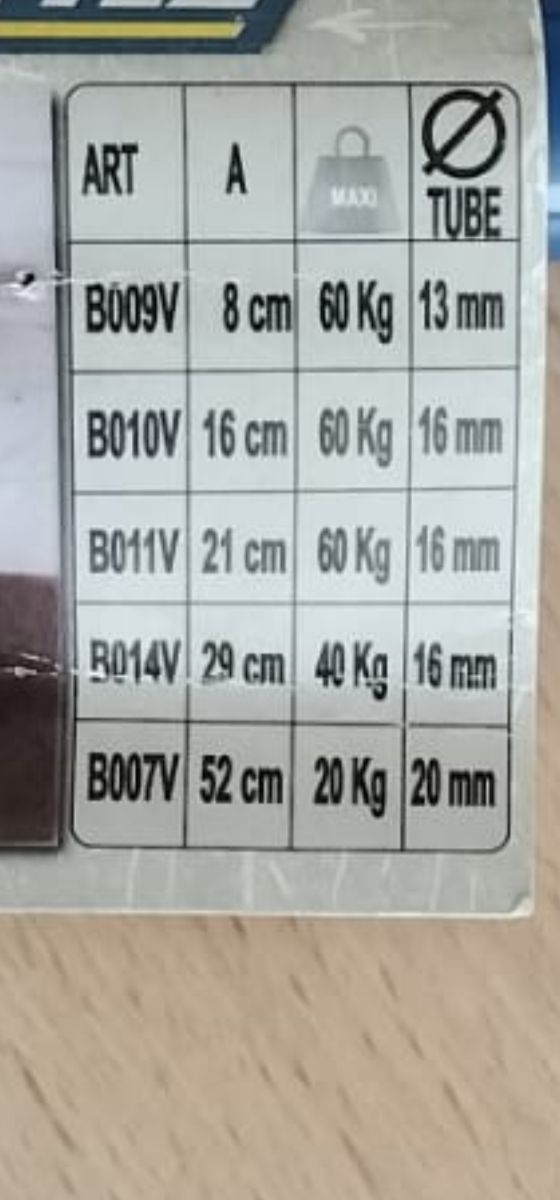 ART A MAXI Ø TUBE
B009V 8 cm 60 Kg 13 mm
B010V 16 cm 60 Kg 16 mm
B011V 21 cm 60 Kg 16 mm
B014V 29 cm 40 Kg 16 mm
B007V 52 cm 20 Kg 20 mm